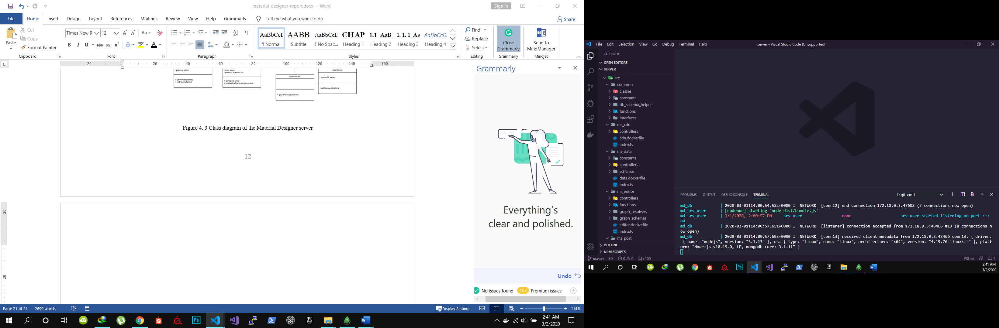 material_designer_report.docx - Word
Sign in
File Home Insert Design Layout References Mailings Review View Help Grammarly Tell me what you want to do
Share
Paste
Cut
Copy
Format Painter
Clipboard
Times New R 12
Aa
B I U abc x₂ x² A A
Font
Paragraph
AaBbCcI AABB AaBbCcD CHAP 1.1 AaBl 1. 1. 1 Aa AaBbCcD
¶ Normal Subtitle ¶ No Spac... Heading 1 Heading 2 Heading 3 Heading 4
Styles
Find
Replace
Select
Editing
Close
Grammarly
Grammarly
Send to
MindManager
Mindjet
20 20 40 60 80 100 120 140 160
- preview: string
+ getPreview():string
+ setPreview(string)
- type: string
- gammaCorrection: int
+ getType(): string
+ setGammaCorrection(correction)
GuestSocket
+ getArtworks(id):Artwork
UserSocket
- sessionId: string;
+ getSessionId():string
Figure 4. 3 Class diagram of the Material Designer server
12
20
20
Grammarly
Everything's
clear and polished.
Undo
No issues found 107 Premium issues
Page 21 of 21 2699 words
Display Settings
114%
Ps
EPIC
GAMES
2:41 AM
3/2/2020
File Edit Selection View Go Debug Terminal Help
server - Visual Studio Code [Unsupported]
EXPLORER
OPEN EDITORS
SERVER
src
common
classes
constants
db_schema_helpers
functions
interfaces
ms_cdn
controllers
cdn.dockerfile
index.ts
ms_data
constants
controllers
schemas
data.dockerfile
index.ts
ms_editor
controllers
functions
graph_resolvers
graph_schemas
editor.dockerfile
index.ts
ms_post
OUTLINE
NPM SCRIPTS
PROBLEMS OUTPUT DEBUG CONSOLE TERMINAL
1: git-cmd
md_db | 2020-03-01T14:00:54.582+0000 I NETWORK [conn12] end connection 172.18.0.3:47608 (7 connections now open)
md_srv_user | [nodemon] starting `node dist/bundle.js`
md_srv_user | 3/1/2020, 2:00:57 PM srv_user none srv_user started listening on port :::
80
md_db | 2020-03-01T14:00:57.651+0000 I NETWORK [listener] connection accepted from 172.18.0.3:48466 #13 (8 connections n
ow open)
md_db | 2020-03-01T14:00:57.693+0000 I NETWORK [conn13] received client metadata from 172.18.0.3:48466 conn13: { driver:
{ name: "nodejs", version: "3.1.13" }, os: { type: "Linux", name: "linux", architecture: "x64", version: "4.19.76-linuxkit" }, platf
orm: "Node.js v10.19.0, LE, mongodb-core: 3.1.11" }
master 0 0 {..} : 100
ESLint 1
Ps
EPIC
GAMES
2:41 AM
3/2/2020